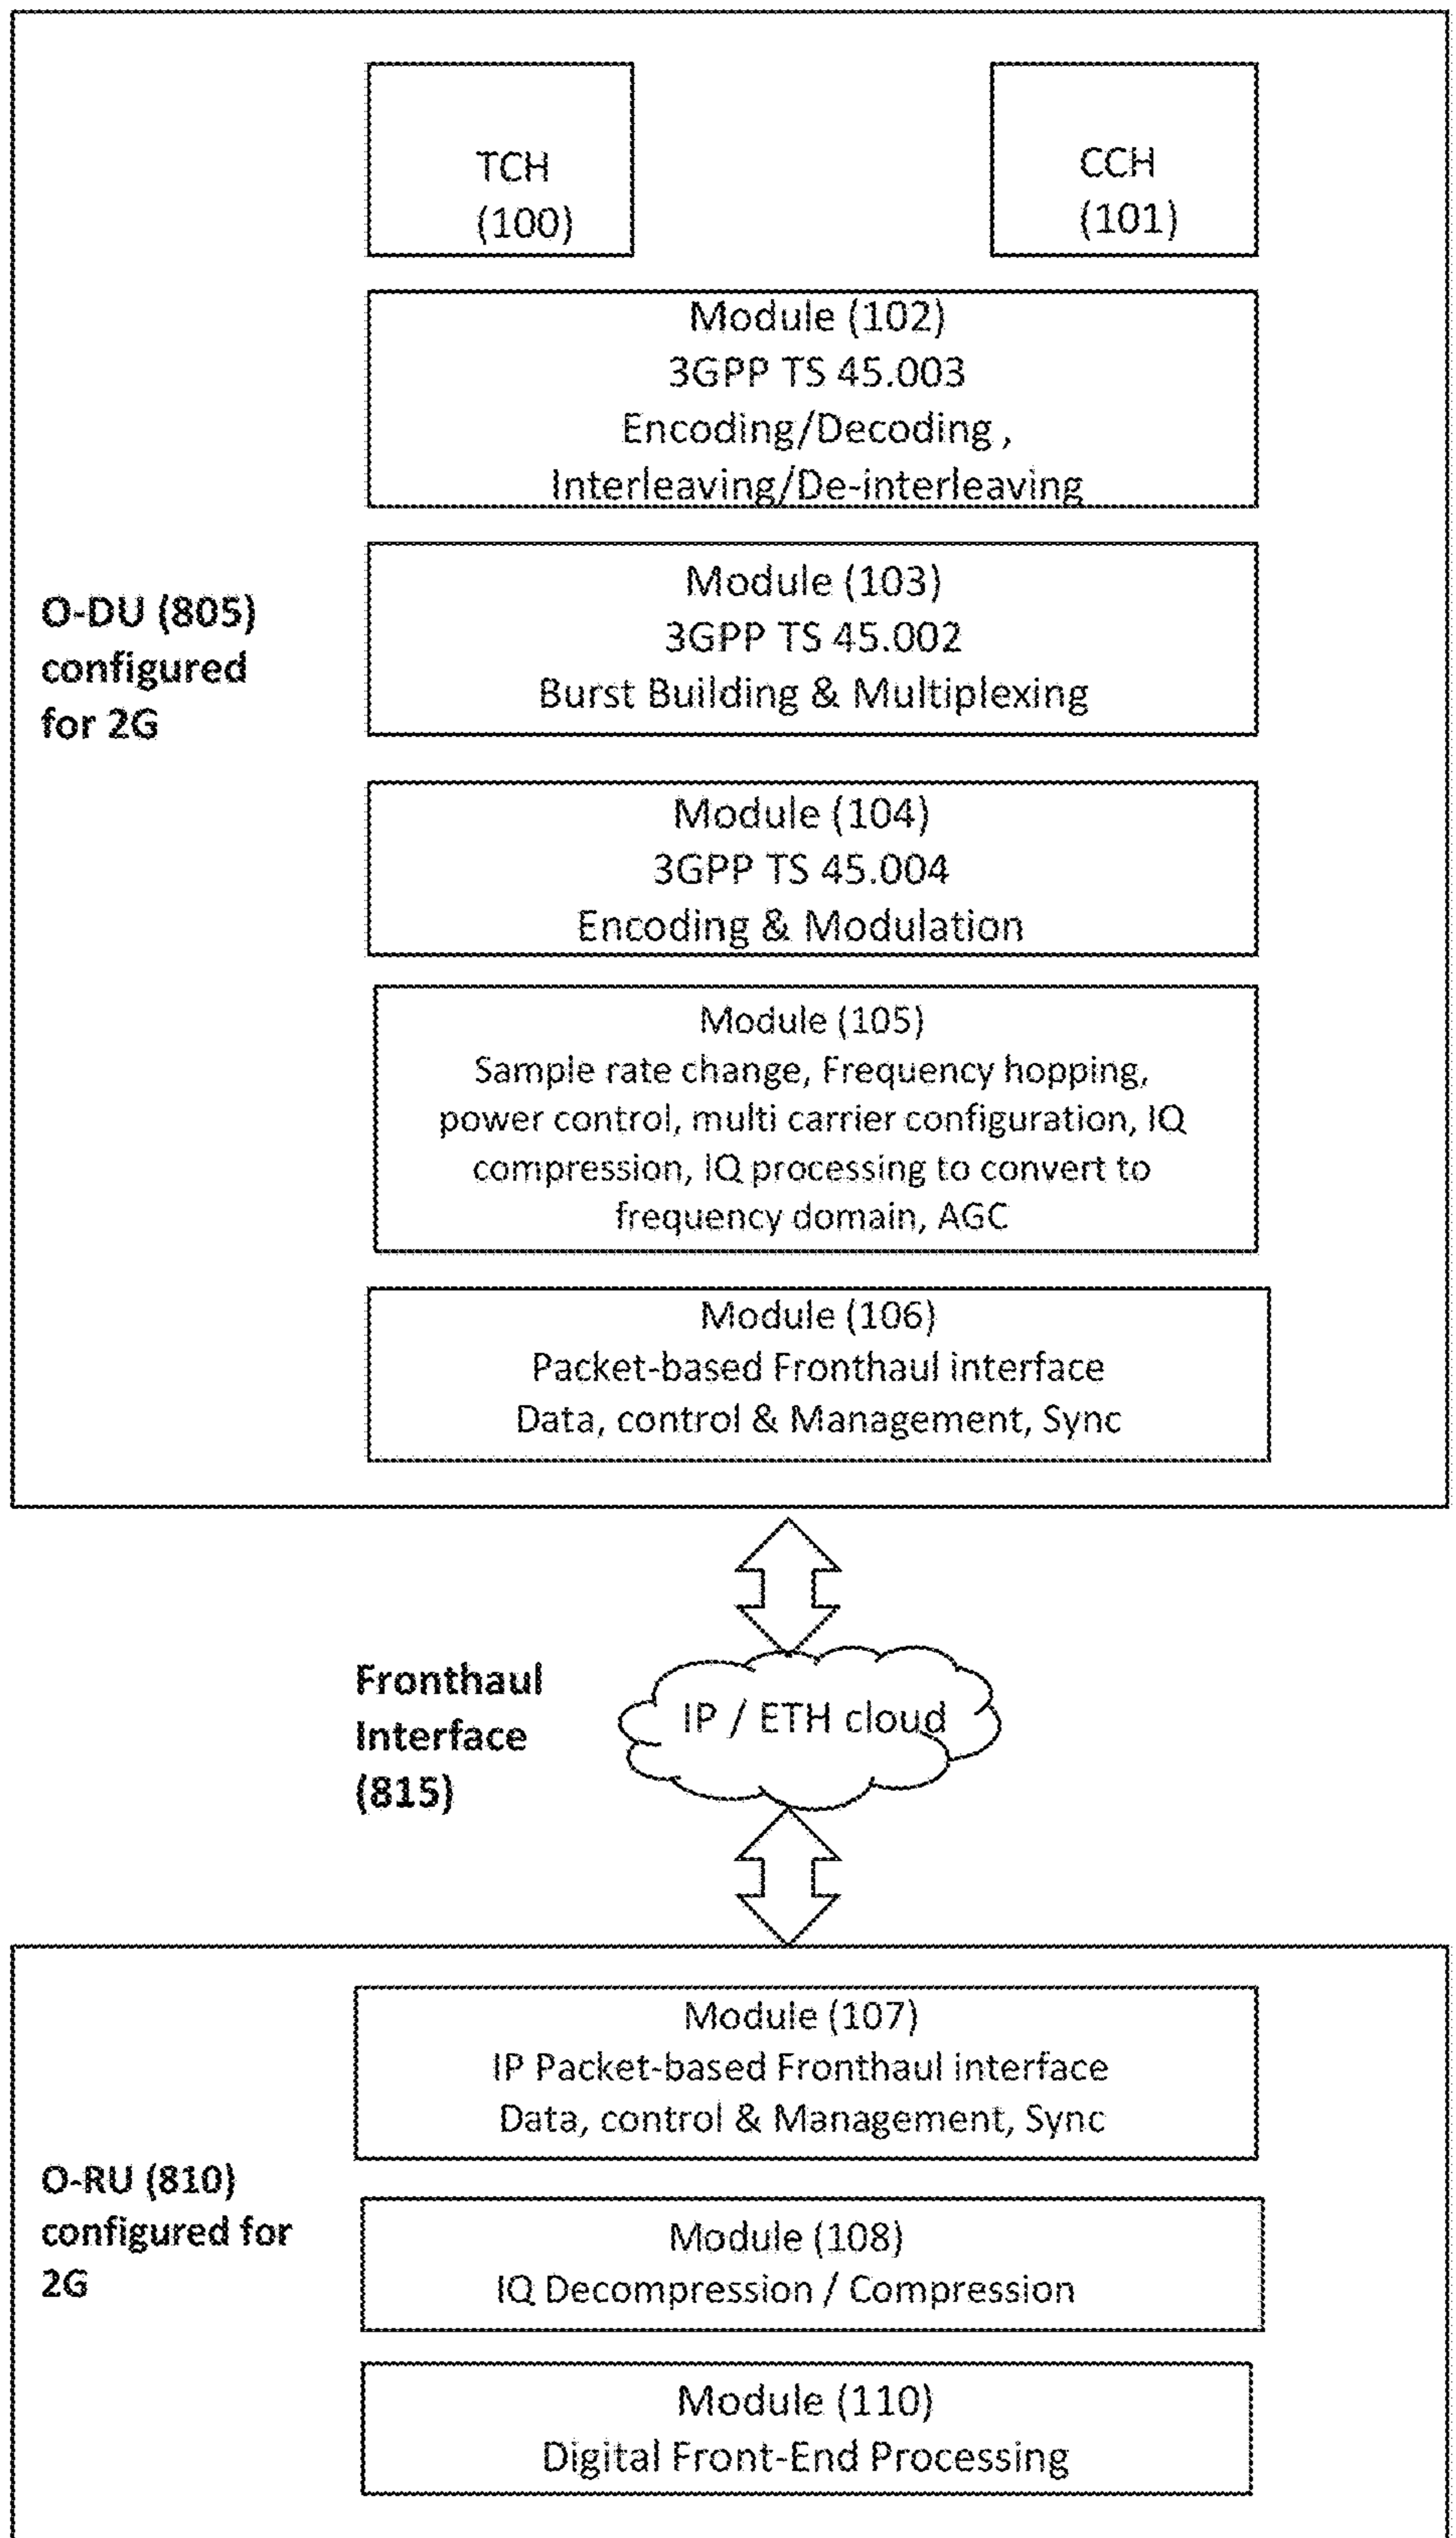 TCH
(100)
CCH
(101)
Module (102)
3GPP TS 45.003
Encoding/Decoding ,
Interleaving/De-interleaving
Module (103)
3GPP TS 45.002
Burst Building & Multiplexing
O-DU (805)
configured
for 2G
Module (104)
3GPP TS 45.004
Encoding & Modulation
Module (105)
Sample rate change, Frequency hopping,
power control, multi carrier configuration, IQ
compression, IQ processing to convert to
frequency domain, AGC
Module (106)
Packet-based Fronthaul interface
Data, control & Management, Sync
Fronthaul
Interface
(815)
IP / ETH cloud
Module (107)
IP Packet-based Fronthaul interface
Data, control & Management, Sync
O-RU (810)
configured for
2G
Module (108)
IQ Decompression / Compression
Module (110)
Digital Front-End Processing